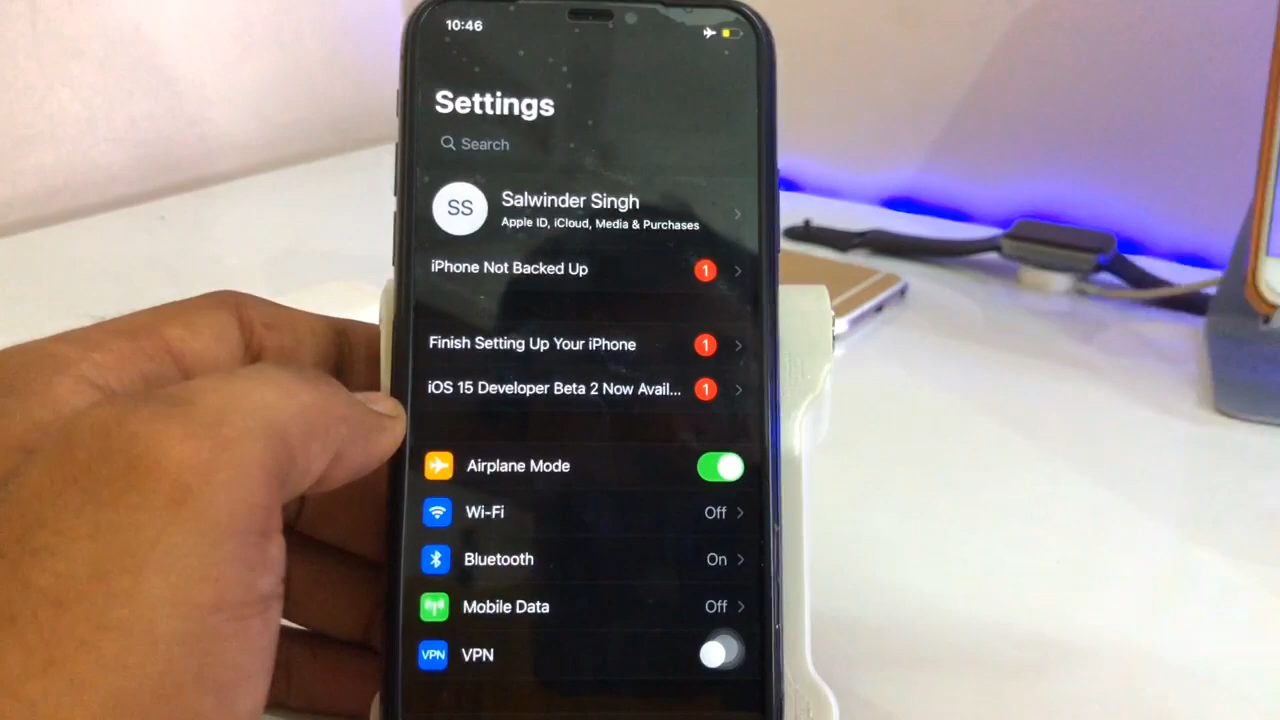 10:46
Settings
Search
SS
Salwinder Singh
Apple ID, iCloud, Media & Purchases
iPhone Not Backed Up 1
Finish Setting Up Your iPhone 1
iOS 15 Developer Beta 2 Now Avail... 1
Airplane Mode
Wi-Fi Off
Bluetooth On
Mobile Data Off
VPN VPN